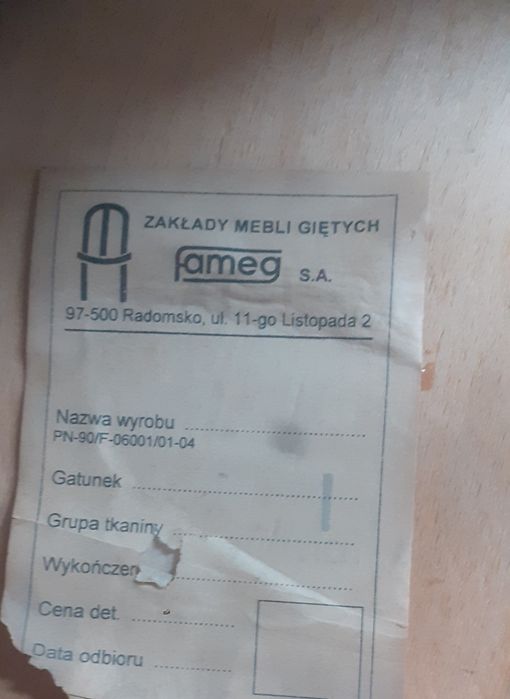 ZAKŁADY MEBLI GIĘTYCH
fameg S.A.
97-500 Radomsko, ul. 11-go Listopada 2
Nazwa wyrobu
PN-90/F-06001/01-04
Gatunek I
Grupa tkaniny
Wykończen
Cena det.
Data odbioru